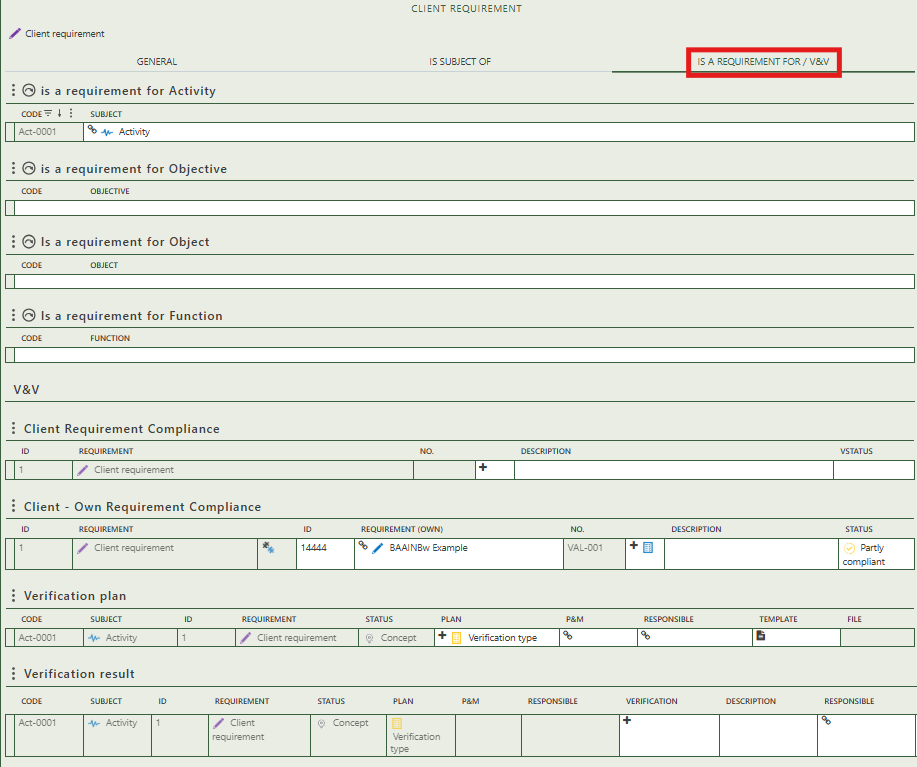 CLIENT REQUIREMENT
Client requirement
GENERAL IS SUBJECT OF IS A REQUIREMENT FOR / V&V
is a requirement for Activity
CODE SUBJECT
Act-0001 Activity
is a requirement for Objective
CODE OBJECTIVE
Is a requirement for Object
CODE OBJECT
Is a requirement for Function
CODE FUNCTION
V&V
Client Requirement Compliance
ID REQUIREMENT NO. DESCRIPTION VSTATUS
1 Client requirement
Client - Own Requirement Compliance
ID REQUIREMENT ID REQUIREMENT (OWN) NO. DESCRIPTION STATUS
1 Client requirement 14444 BAAINBw Example VAL-001 Partly
compliant
Verification plan
CODE SUBJECT ID REQUIREMENT STATUS PLAN P&M RESPONSIBLE TEMPLATE FILE
Act-0001 Activity 1 Client requirement Concept Verification type
Verification result
CODE SUBJECT ID REQUIREMENT STATUS PLAN P&M RESPONSIBLE VERIFICATION DESCRIPTION RESPONSIBLE
Act-0001 Activity 1 Client Concept
requirement Verification
type